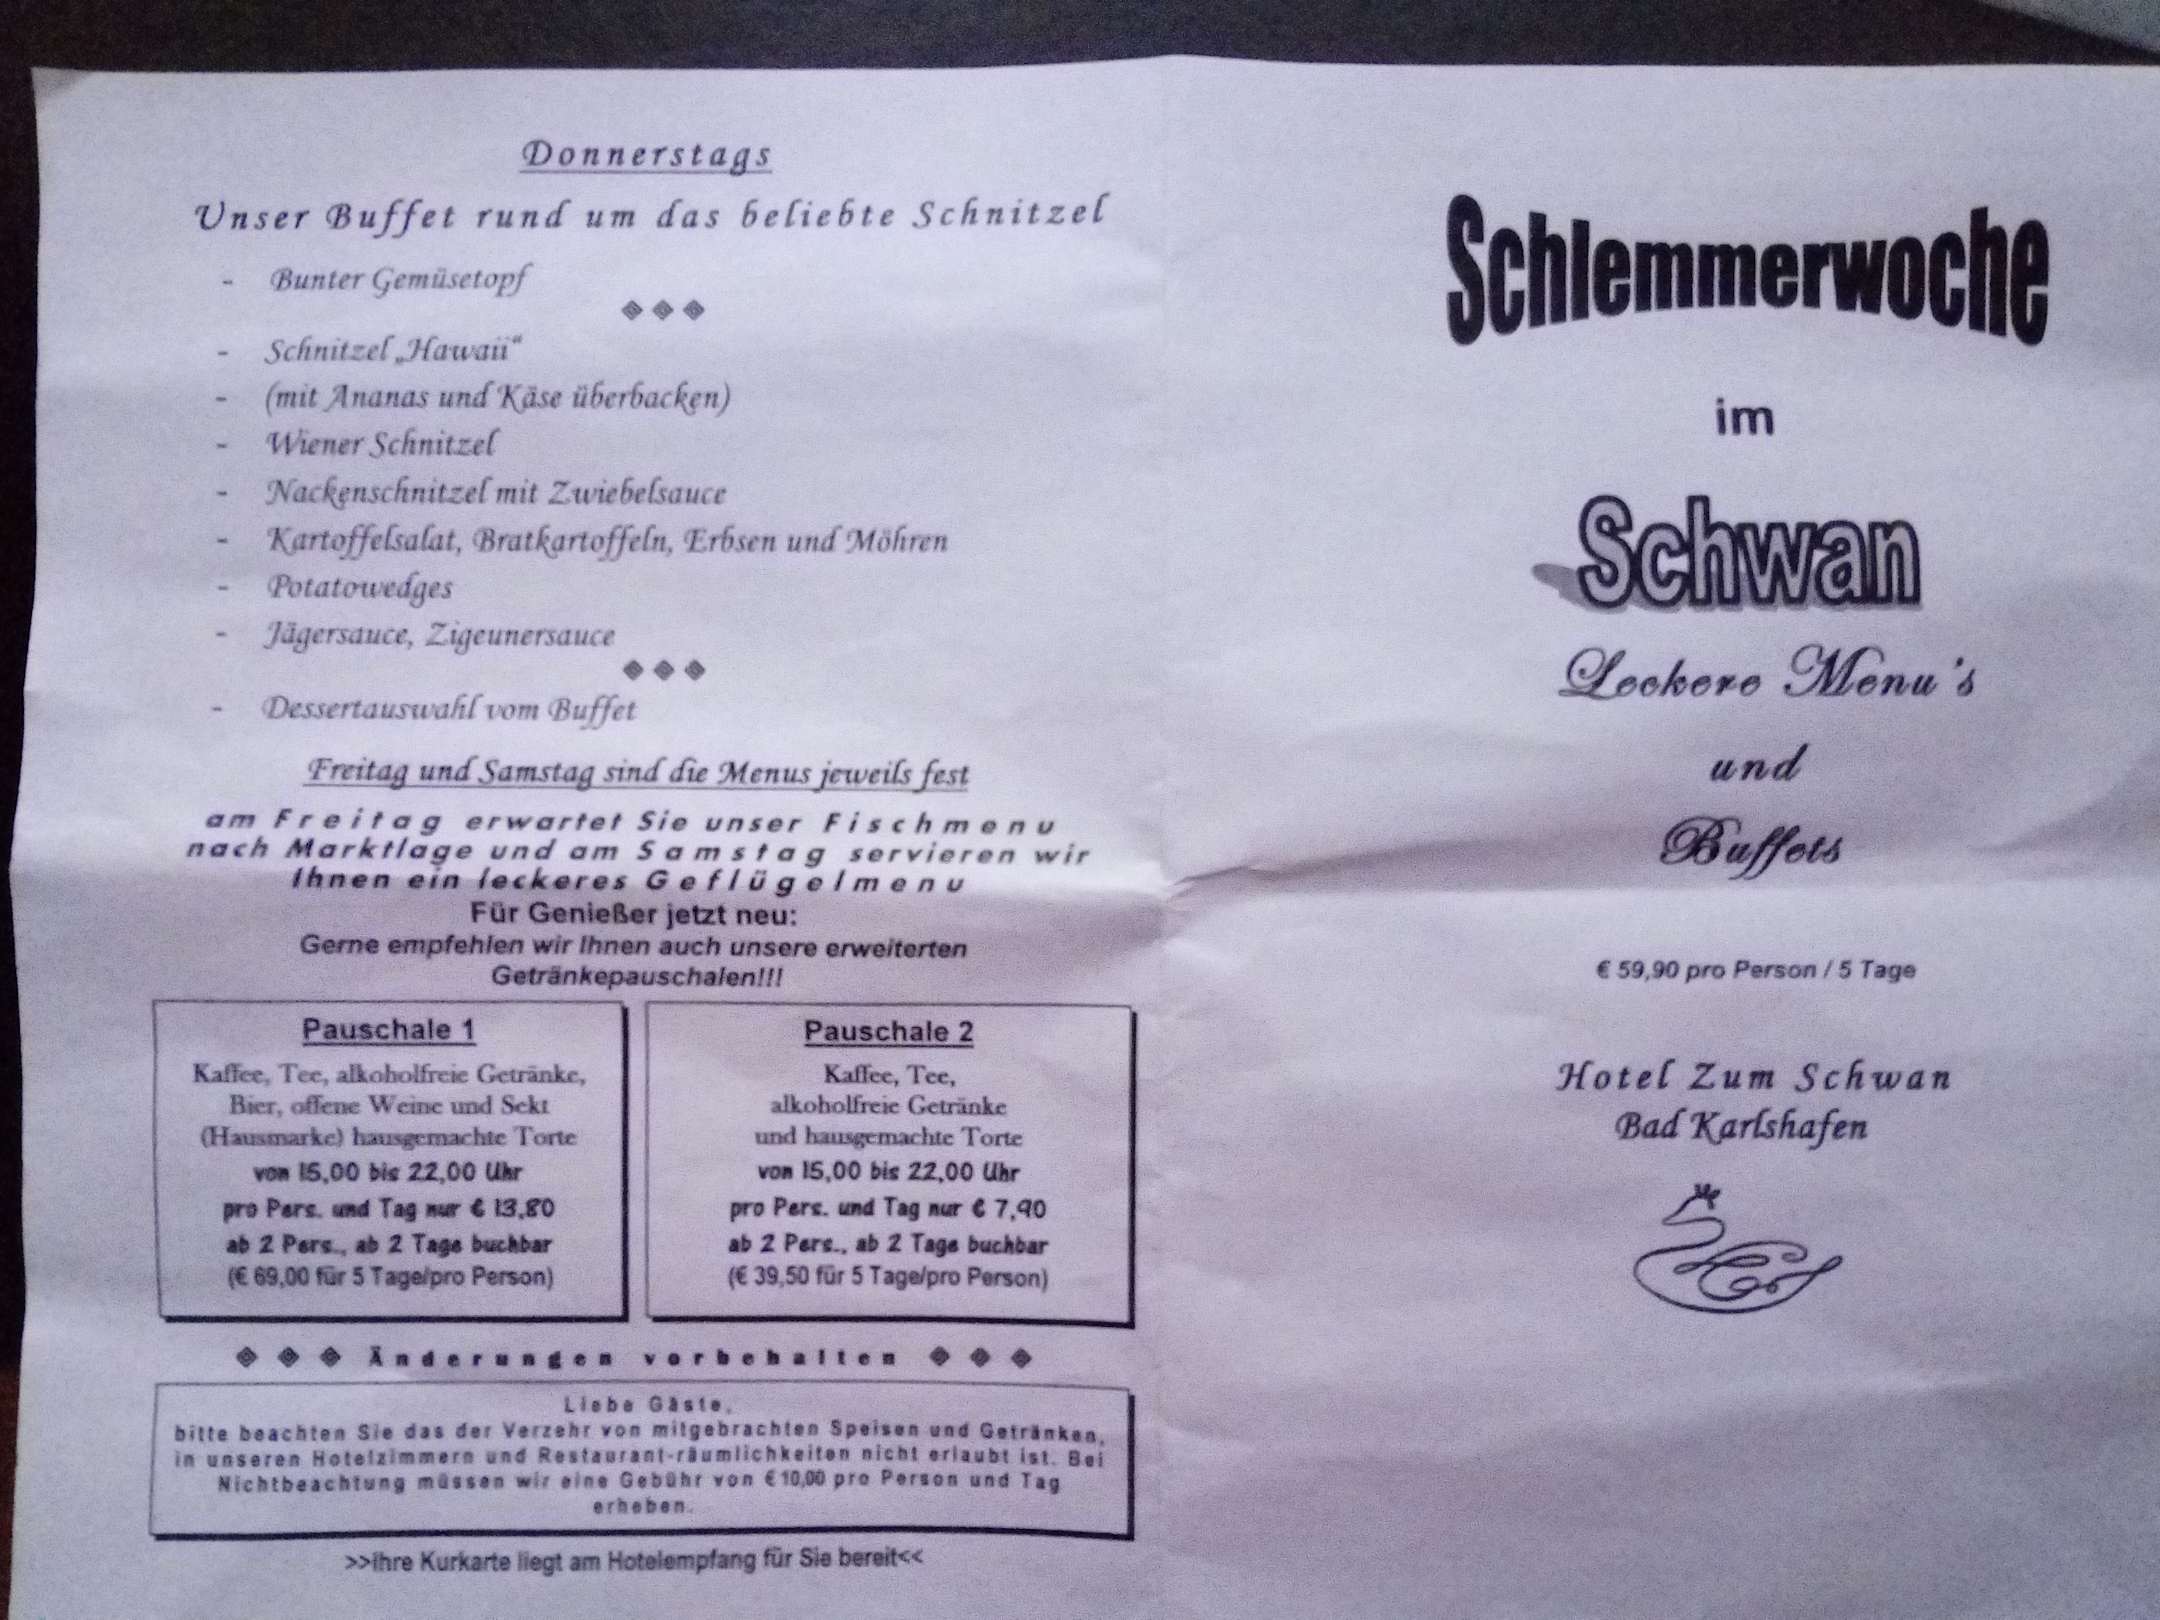 Donnerstags
Unser Buffet rund um das beliebte Schnitzel
- Bunter Gemüsetopf
- Schnitzel „Hawaii“
- (mit Ananas und Käse überbacken)
- Wiener Schnitzel
- Nackenschnitzel mit Zwiebelsauce
- Kartoffelsalat, Bratkartoffeln, Erbsen und Möhren
- Potatowedges
- Jägersauce, Zigeunersauce
- Dessertauswahl vom Buffet
Freitag und Samstag sind die Menus jeweils fest
am Freitag erwartet Sie unser Fischmenu
nach Marktlage und am Samstag servieren wir
Ihnen ein leckeres Geflügelmenu
Für Genießer jetzt neu:
Gerne empfehlen wir Ihnen auch unsere erweiterten
Getränkepauschalen!!!
Pauschale 1
Kaffee, Tee, alkoholfreie Getränke,
Bier, offene Weine und Sekt
(Hausmarke) hausgemachte Torte
von 15,00 bis 22,00 Uhr
pro Pers. und Tag nur € 13,80
ab 2 Pers., ab 2 Tage buchbar
(€ 69,00 für 5 Tage/pro Person)
Pauschale 2
Kaffee, Tee,
alkoholfreie Getränke
und hausgemachte Torte
von 15,00 bis 22,00 Uhr
pro Pers. und Tag nur € 7,90
ab 2 Pers., ab 2 Tage buchbar
(€ 39,50 für 5 Tage/pro Person)
Änderungen vorbehalten
Liebe Gäste,
bitte beachten Sie das der Verzehr von mitgebrachten Speisen und Getränken,
in unseren Hotelzimmern und Restaurant-räumlichkeiten nicht erlaubt ist. Bei
Nichtbeachtung müssen wir eine Gebühr von € 10,00 pro Person und Tag
erheben.
>>Ihre Kurkarte liegt am Hotelempfang für Sie bereit<<
Schlemmerwoche
im
Schwan
Leckere Menu's
und
Buffets
€ 59,90 pro Person / 5 Tage
Hotel Zum Schwan
Bad Karlshafen